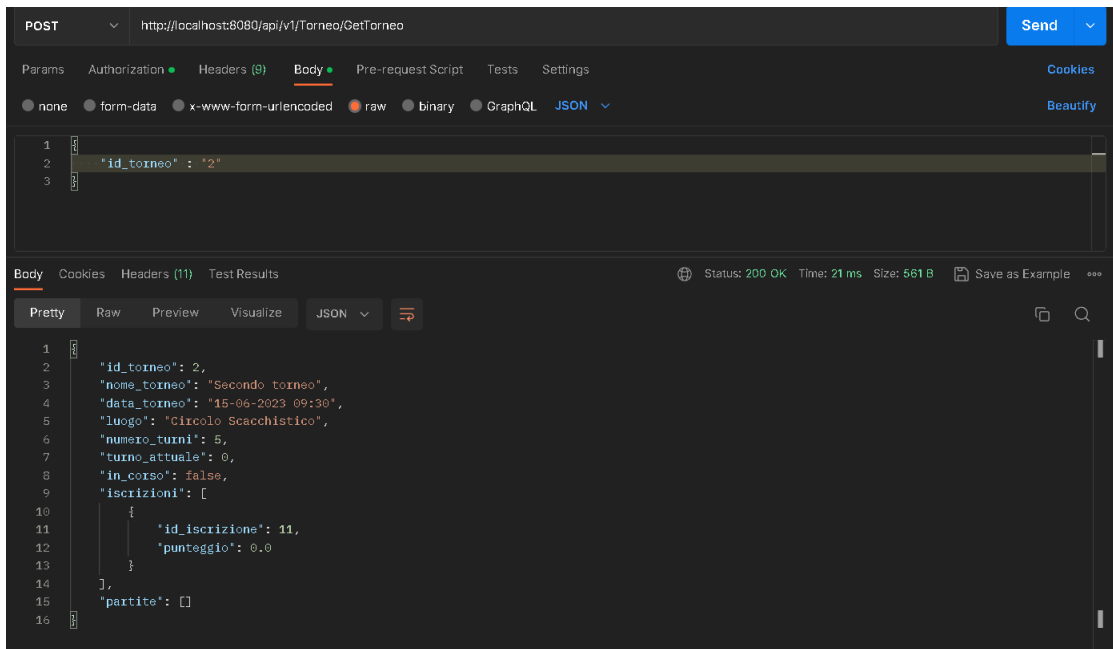 POST http://localhost:8080/api/v1/Torneo/GetTorneo Send
Params Authorization Headers (9) Body Pre-request Script Tests Settings Cookies
none form-data x-www-form-urlencoded raw binary GraphQL JSON Beautify
1 {
2 "id_torneo" : "2"
3 }
Body Cookies Headers (11) Test Results Status: 200 OK Time: 21 ms Size: 561 B Save as Example
Pretty Raw Preview Visualize JSON
1 {
2 "id_torneo": 2,
3 "nome_torneo": "Secondo torneo",
4 "data_torneo": "15-06-2023 09:30",
5 "luogo": "Circolo Scacchistico",
6 "numero_turni": 5,
7 "turno_attuale": 0,
8 "in_corso": false,
9 "iscrizioni": [
10 {
11 "id_iscrizione": 11,
12 "punteggio": 0.0
13 }
14 ],
15 "partite": []
16 }